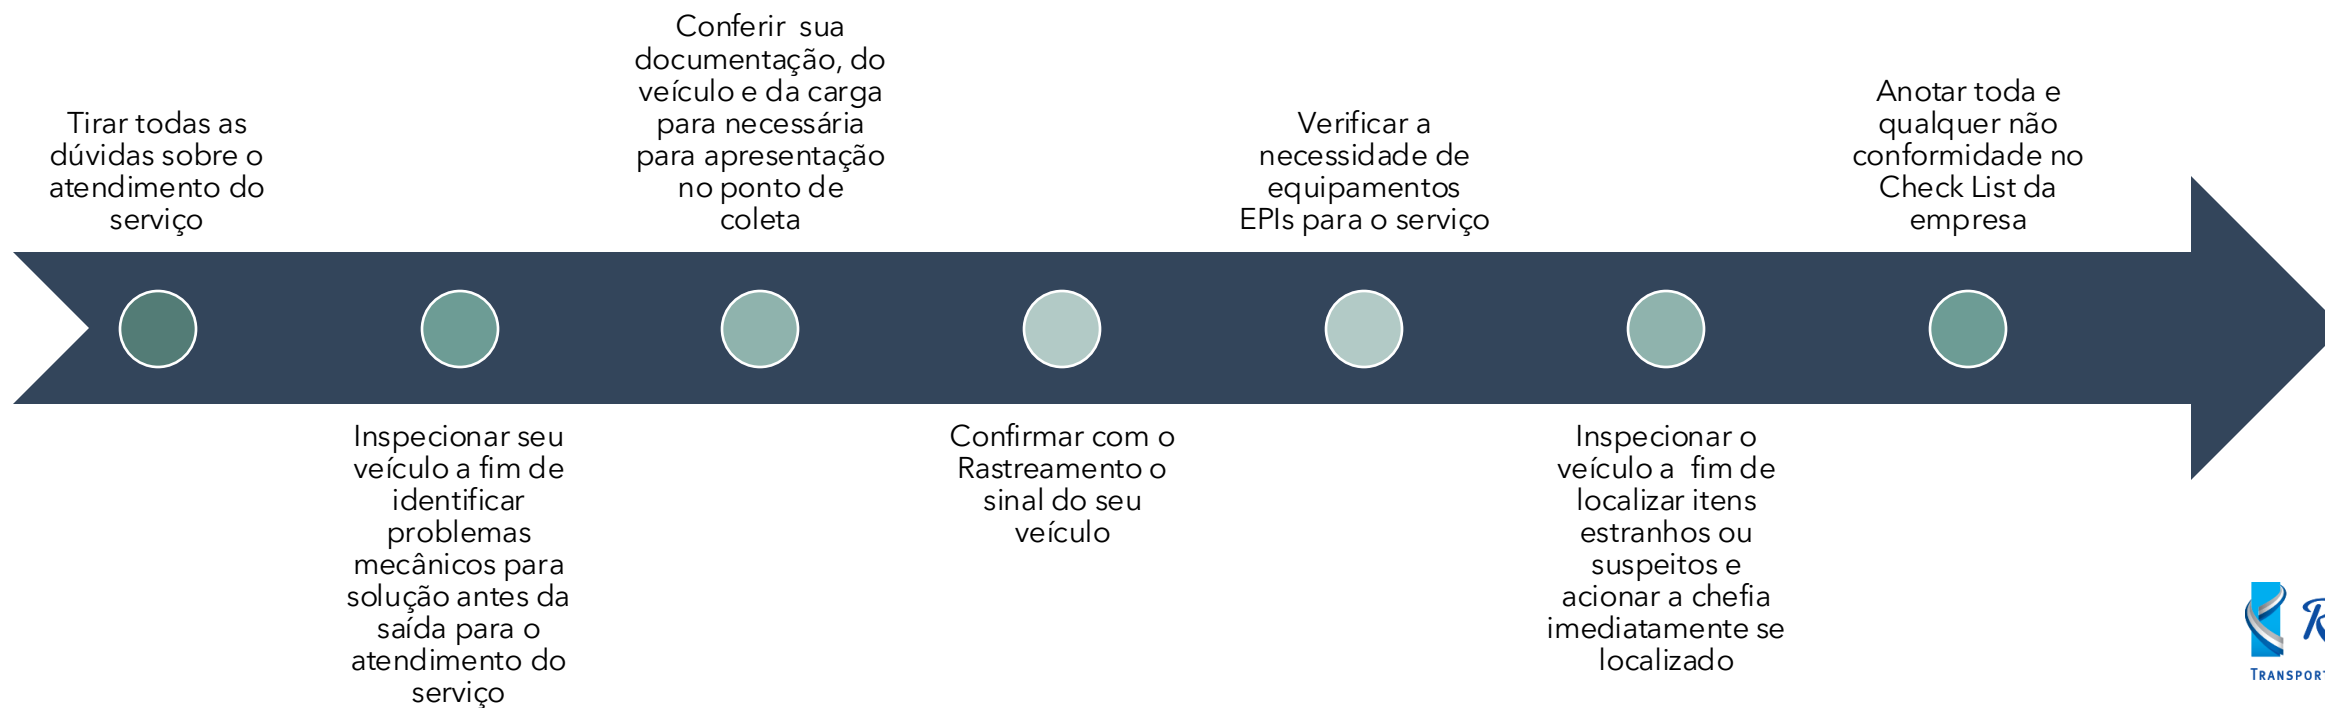 Tirar todas as
dúvidas sobre o
atendimento do
serviço
Inspecionar seu
veículo a fim de
identificar
problemas
mecânicos para
solução antes da
saída para o
atendimento do
serviço
Conferir sua
documentação, do
veículo e da carga
para necessária
para apresentação
no ponto de
coleta
Confirmar com o
Rastreamento o
sinal do seu
veículo
Verificar a
necessidade de
equipamentos
EPIs para o serviço
Inspecionar o
veículo a fim de
localizar itens
estranhos ou
suspeitos e
acionar a chefia
imediatamente se
localizado
Anotar toda e
qualquer não
conformidade no
Check List da
empresa